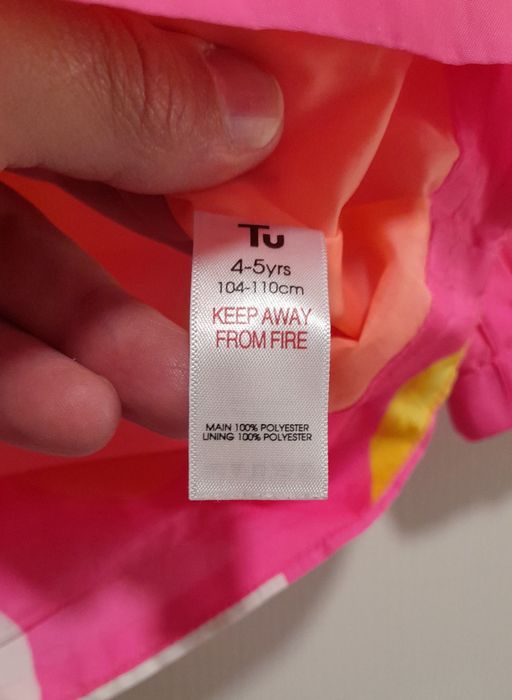 Tu
4-5yrs
104-110cm
KEEP AWAY
FROM FIRE
MAIN 100% POLYESTER
LINING 100% POLYESTER